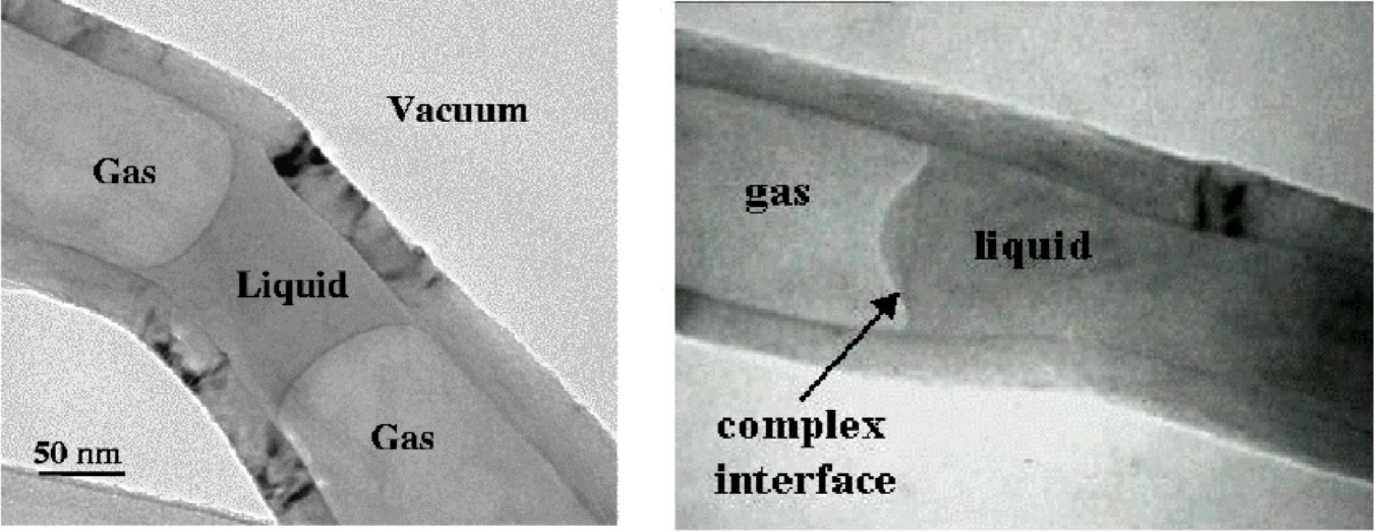 Vacuum
Gas
Liquid
Gas
50 nm
gas
liquid
complex
interface